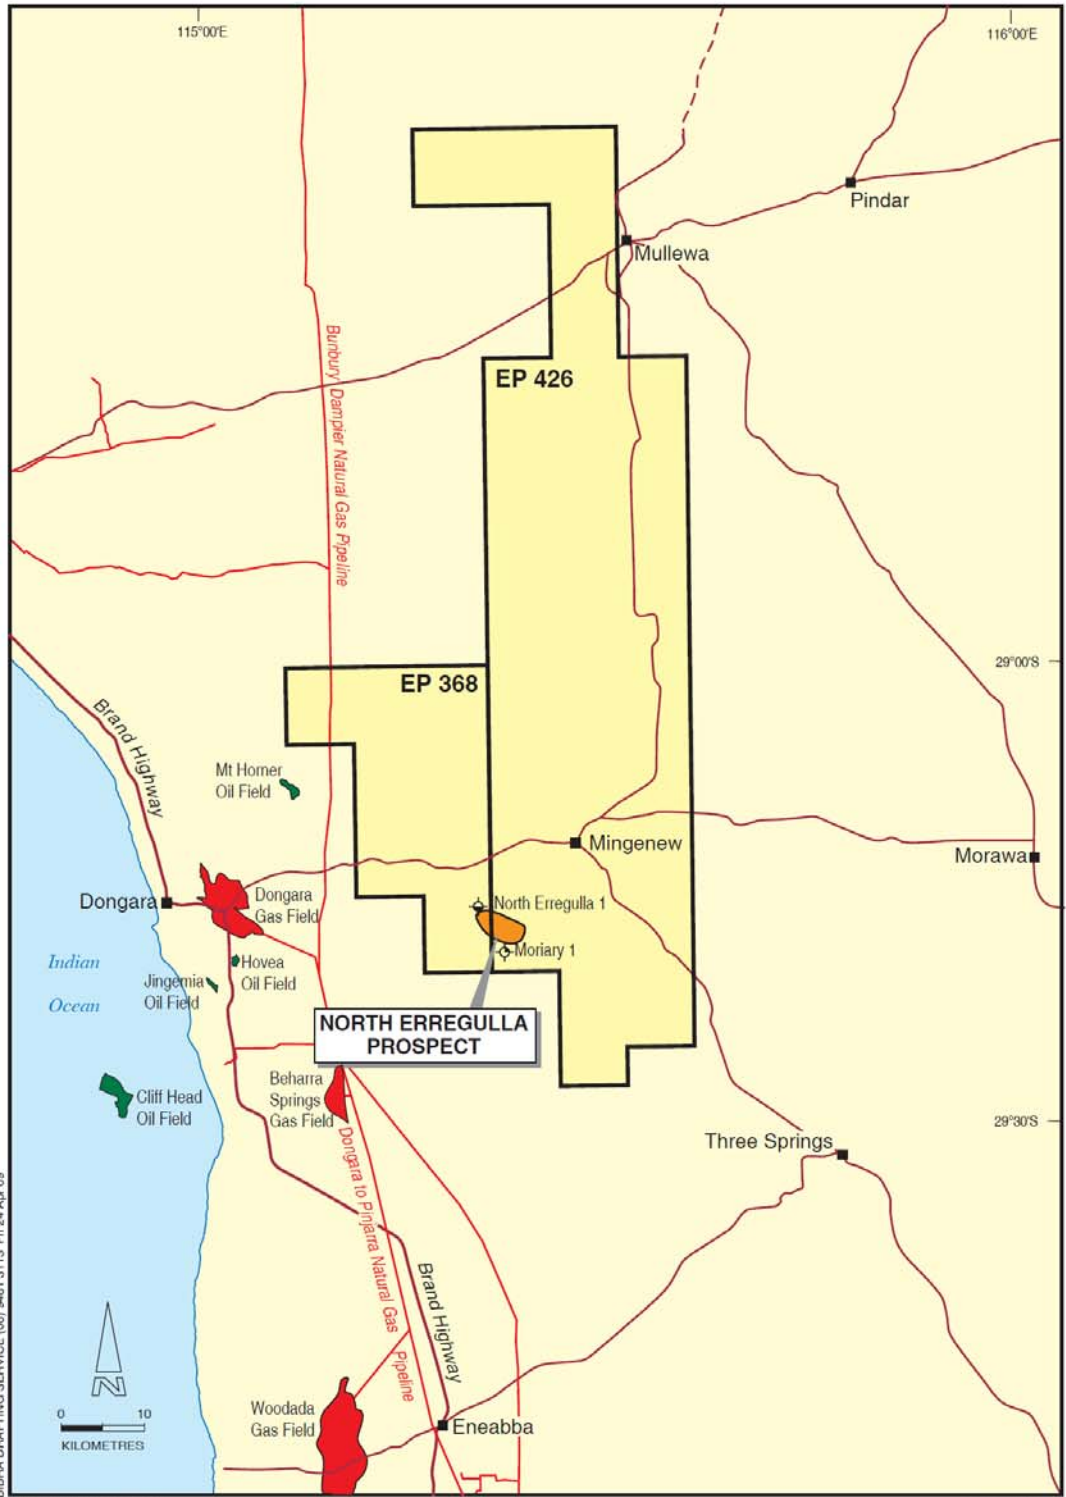 115°00'E
116°00'E
Pindar
Mullewa
Bunbury Dampier Natural Gas Pipeline
EP 426
29°00'S
EP 368
Brand Highway
Mt Horner
Oil Field
Mingenew
Morawa
Dongara
Dongara
Gas Field
North Erregulla 1
Moriary 1
Hovea
Oil Field
Indian
Ocean
Jingemia
Oil Field
NORTH ERREGULLA
PROSPECT
Beharra
Springs
Gas Field
Cliff Head
Oil Field
29°30'S
Three Springs
Dongara to Pinjarra Natural Gas Pipeline
Brand Highway
N
0 10
KILOMETRES
Woodada
Gas Field
Eneabba